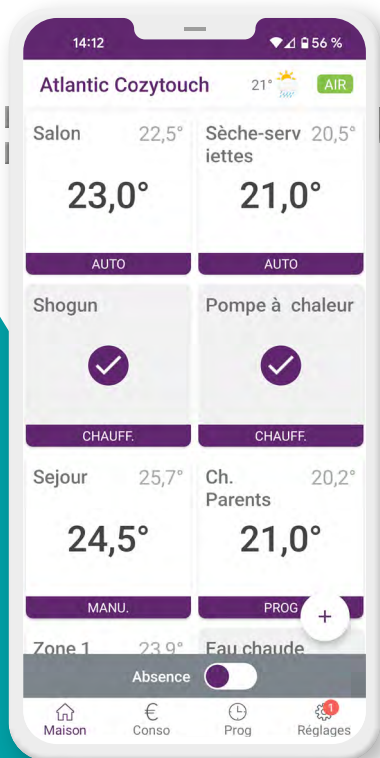 14:12
56 %
Atlantic Cozytouch
21°
AIR
Salon 22,5°
23,0°
AUTO
Sèche-serv 20,5°
iettes
21,0°
AUTO
Shogun
CHAUFF.
Pompe à chaleur
CHAUFF.
Sejour 25,7°
24,5°
MANU.
Ch. 20,2°
Parents
21,0°
PROG
+
Zone 1 23,9°
Eau chaude
Absence
Maison
€
Conso
Prog
1
Réglages